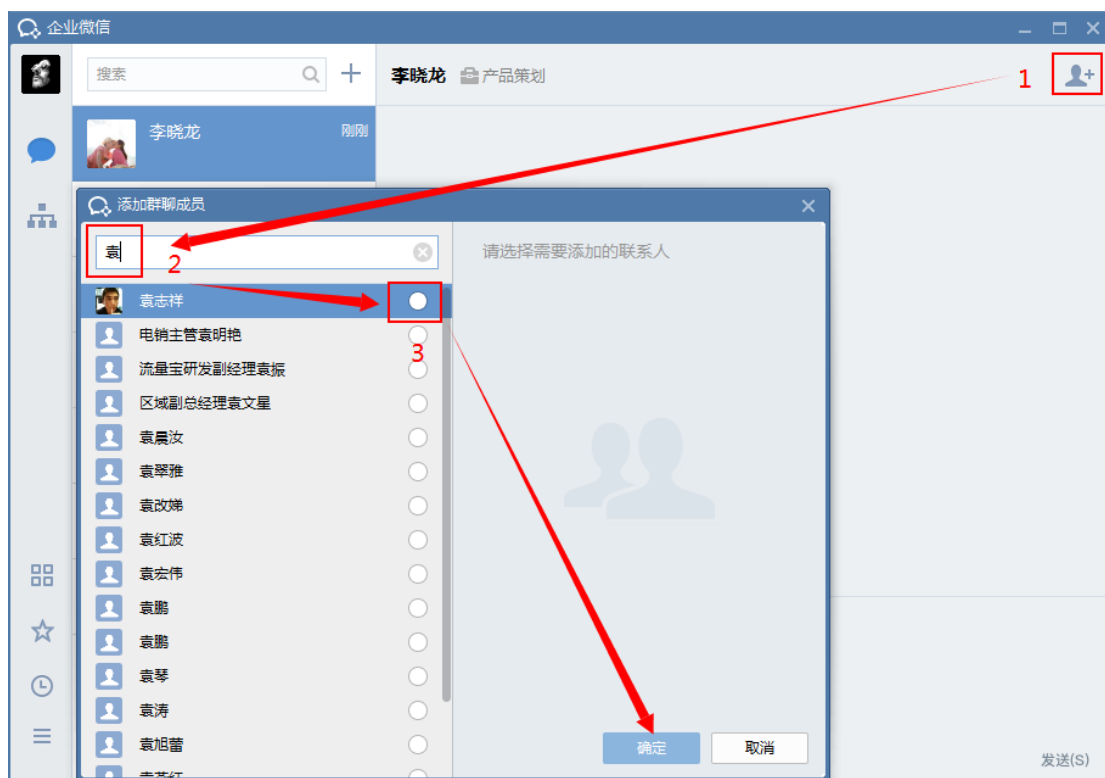 企业微信
搜索
李晓龙 产品策划
1
李晓龙 刚刚
添加群聊成员
袁
2
请选择需要添加的联系人
袁志祥
电销主管袁明艳
3
流量宝研发副经理袁振
区域副总经理袁文星
袁晨汝
袁翠雅
袁改娣
袁红波
袁宏伟
袁鹏
袁鹏
袁琴
袁涛
袁旭蕾
确定 取消
发送(S)